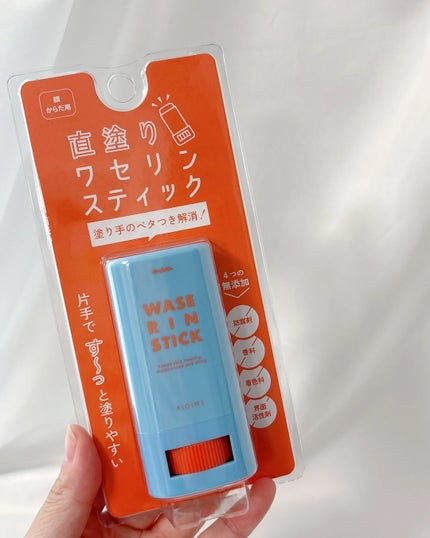 顔
からだ用
直塗り
ワセリン
スティック
塗り手のベタつき解消!
4つの
無添加
防腐剤
香料
着色料
界面
活性剤
片手で す〜っと塗りやすい
WASE
RIN
STICK
ALOINS